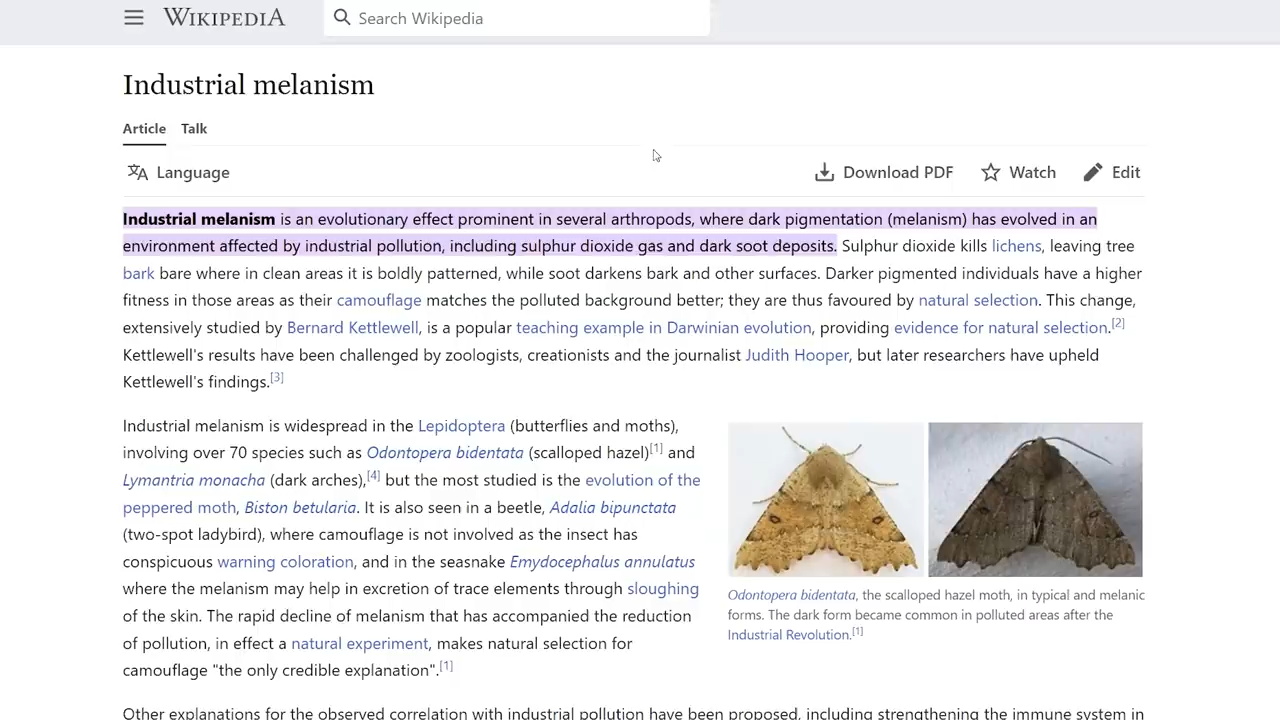 WIKIPEDIA
Search Wikipedia
Industrial melanism
Article Talk
Language
Download PDF Watch Edit
Industrial melanism is an evolutionary effect prominent in several arthropods, where dark pigmentation (melanism) has evolved in an
environment affected by industrial pollution, including sulphur dioxide gas and dark soot deposits. Sulphur dioxide kills lichens, leaving tree
bark bare where in clean areas it is boldly patterned, while soot darkens bark and other surfaces. Darker pigmented individuals have a higher
fitness in those areas as their camouflage matches the polluted background better; they are thus favoured by natural selection. This change,
extensively studied by Bernard Kettlewell, is a popular teaching example in Darwinian evolution, providing evidence for natural selection.[2]
Kettlewell's results have been challenged by zoologists, creationists and the journalist Judith Hooper, but later researchers have upheld
Kettlewell's findings.[3]
Industrial melanism is widespread in the Lepidoptera (butterflies and moths),
involving over 70 species such as Odontopera bidentata (scalloped hazel)[1] and
Lymantria monacha (dark arches),[4] but the most studied is the evolution of the
peppered moth, Biston betularia. It is also seen in a beetle, Adalia bipunctata
(two-spot ladybird), where camouflage is not involved as the insect has
conspicuous warning coloration, and in the seasnake Emydocephalus annulatus
where the melanism may help in excretion of trace elements through sloughing
of the skin. The rapid decline of melanism that has accompanied the reduction
of pollution, in effect a natural experiment, makes natural selection for
camouflage "the only credible explanation".[1]
Odontopera bidentata, the scalloped hazel moth, in typical and melanic
forms. The dark form became common in polluted areas after the
Industrial Revolution.[1]
Other explanations for the observed correlation with industrial pollution have been proposed, including strengthening the immune system in